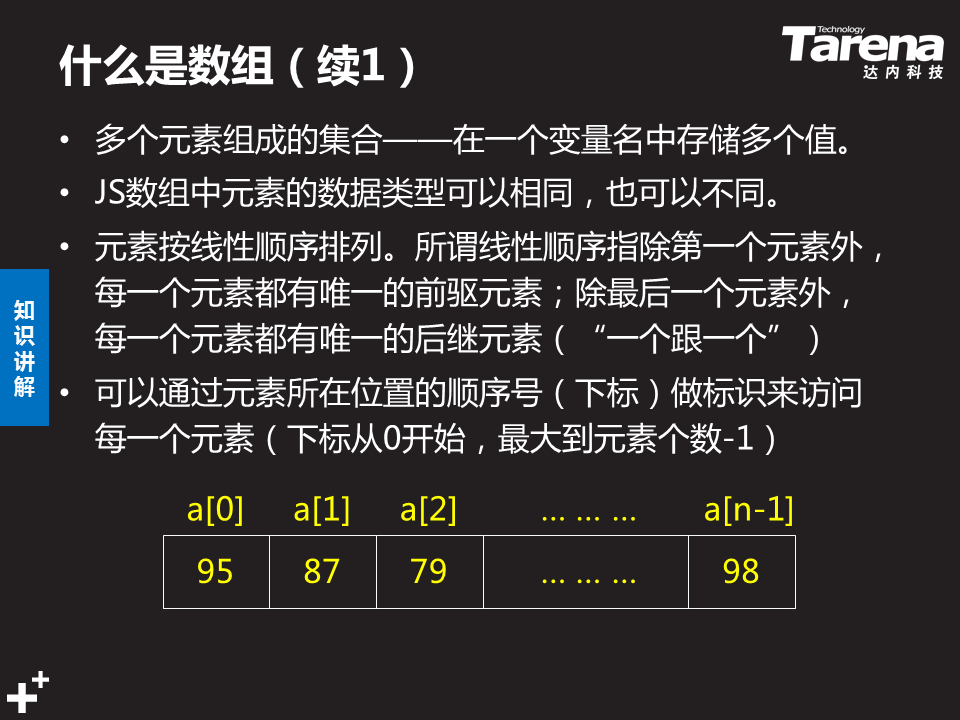 什么是数组（续1）
Technology
Tarena
达内科技
• 多个元素组成的集合——在一个变量名中存储多个值。
• JS数组中元素的数据类型可以相同，也可以不同。
• 元素按线性顺序排列。所谓线性顺序指除第一个元素外，
每一个元素都有唯一的前驱元素；除最后一个元素外，
每一个元素都有唯一的后继元素（“一个跟一个”）
知识讲解
• 可以通过元素所在位置的顺序号（下标）做标识来访问
每一个元素（下标从0开始，最大到元素个数-1）
a[0] a[1] a[2] … … … a[n-1]
95 87 79 … … … 98